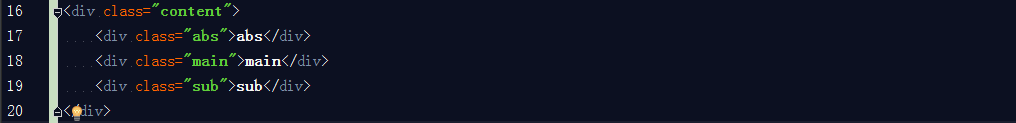 16 <div class="content">
17     <div class="abs">abs</div>
18     <div class="main">main</div>
19     <div class="sub">sub</div>
20 </div>